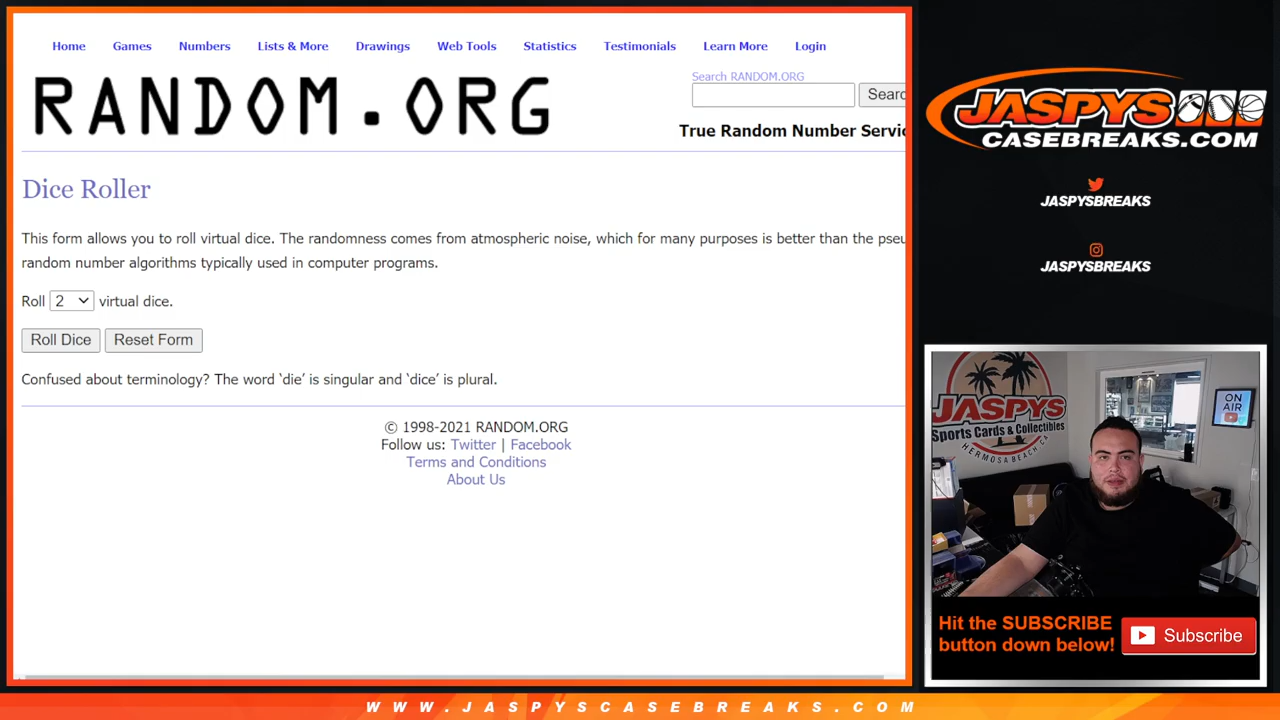 Home Games Numbers Lists & More Drawings Web Tools Statistics Testimonials Learn More Login
RANDOM.ORG
Search RANDOM.ORG
Searc
True Random Number Servic
Dice Roller
This form allows you to roll virtual dice. The randomness comes from atmospheric noise, which for many purposes is better than the pseu
random number algorithms typically used in computer programs.
Roll 2 virtual dice.
Roll Dice Reset Form
Confused about terminology? The word ‘die’ is singular and ‘dice’ is plural.
© 1998-2021 RANDOM.ORG
Follow us: Twitter | Facebook
Terms and Conditions
About Us
JASPYS
CASEBREAKS.COM
JASPYSBREAKS
JASPYSBREAKS
JASPYS
Sports Cards & Collectibles
HERMOSA BEACH CA
ON
AIR
Hit the SUBSCRIBE
button down below!
Subscribe
WWW.JASPYSCASEBREAKS.COM